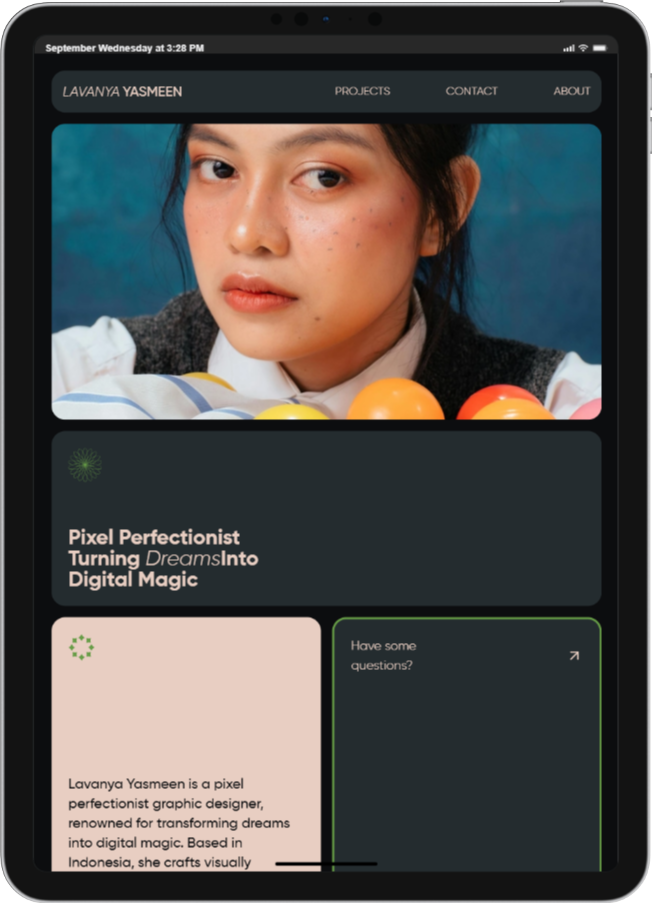 September Wednesday at 3:28 PM
LAVANYA YASMEEN PROJECTS CONTACT ABOUT
Pixel Perfectionist
Turning DreamsInto
Digital Magic
Have some
questions?
Lavanya Yasmeen is a pixel
perfectionist graphic designer,
renowned for transforming dreams
into digital magic. Based in
Indonesia, she crafts visually